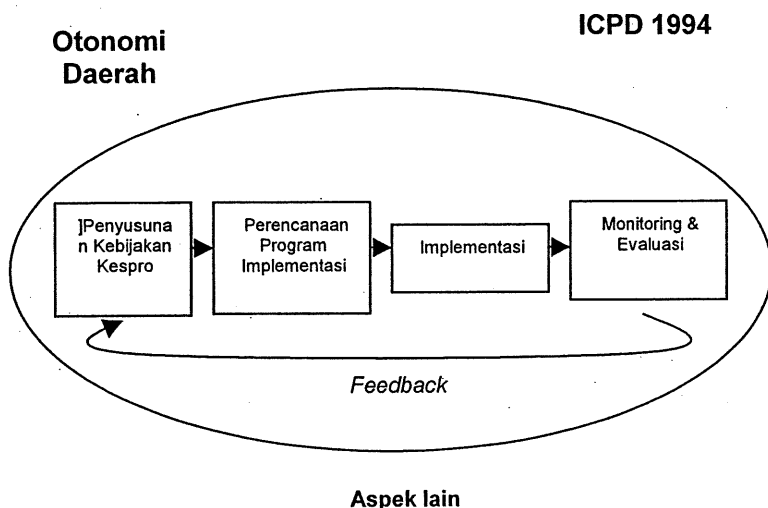 Otonomi
Daerah
ICPD 1994
]Penyusuna
n Kebijakan
Kespro
Perencanaan
Program
Implementasi
Implementasi
Monitoring &
Evaluasi
Feedback
Aspek lain